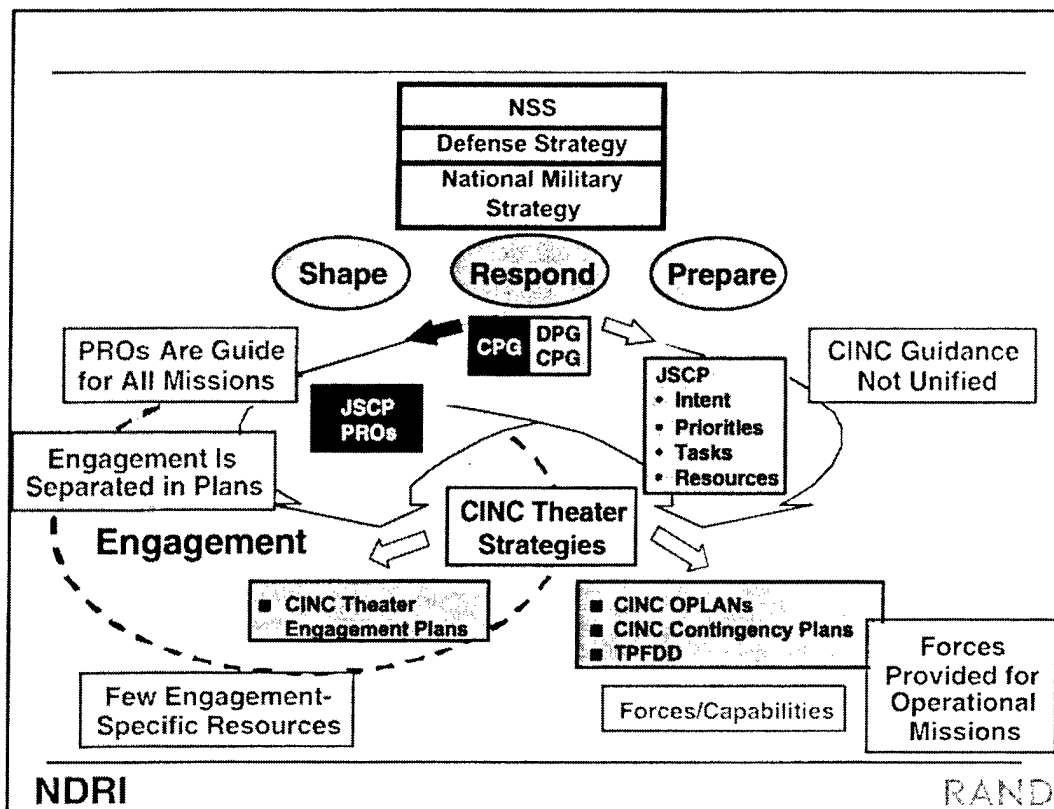 NSS
Defense Strategy
National Military
Strategy
Shape
Respond
Prepare
PROs Are Guide
for All Missions
CPG
DPG
CPG
CINC Guidance
Not Unified
JSCP
PROs
JSCP
• Intent
• Priorities
• Tasks
• Resources
Engagement Is
Separated in Plans
Engagement
CINC Theater
Strategies
■ CINC Theater
Engagement Plans
■ CINC OPLANs
■ CINC Contingency Plans
■ TPFDD
Forces
Provided for
Operational
Missions
Few Engagement-
Specific Resources
Forces/Capabilities
NDRI
RAND